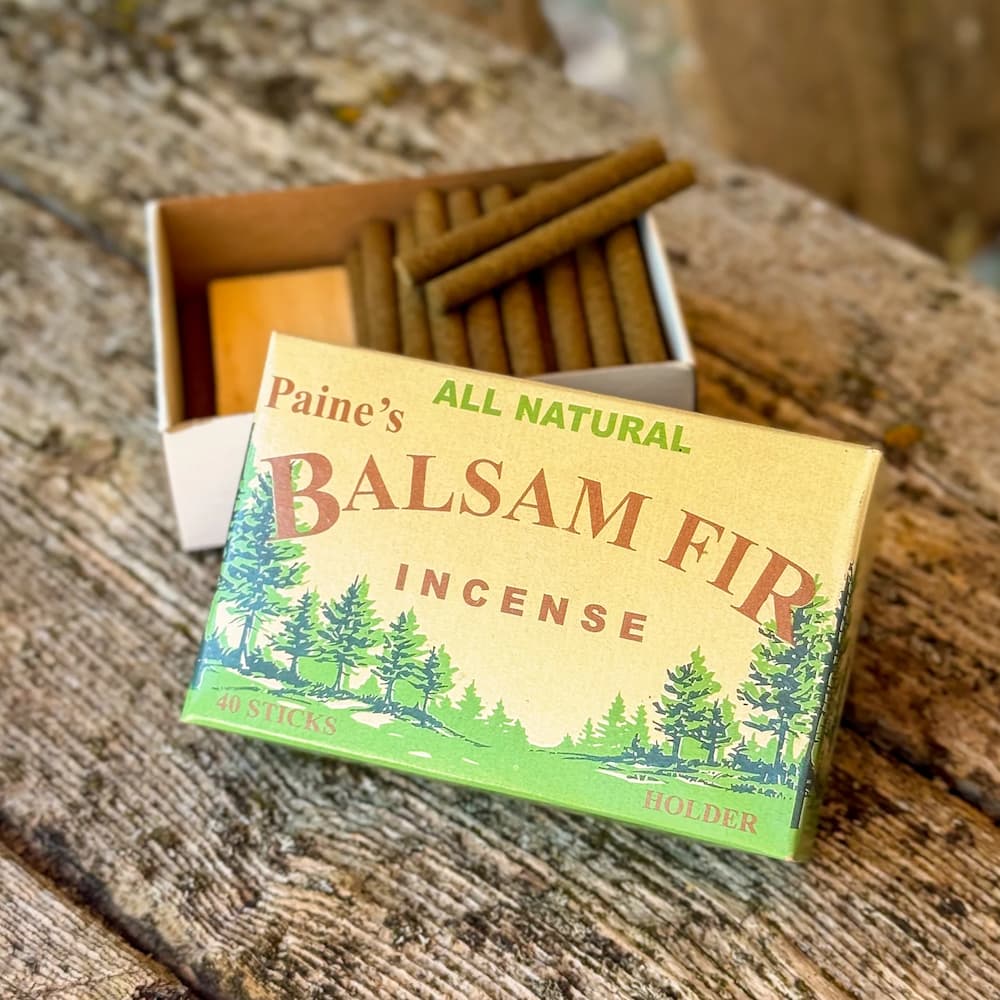 Paine's
ALL NATURAL
BALSAM FIR
INCENSE
40 STICKS
HOLDER